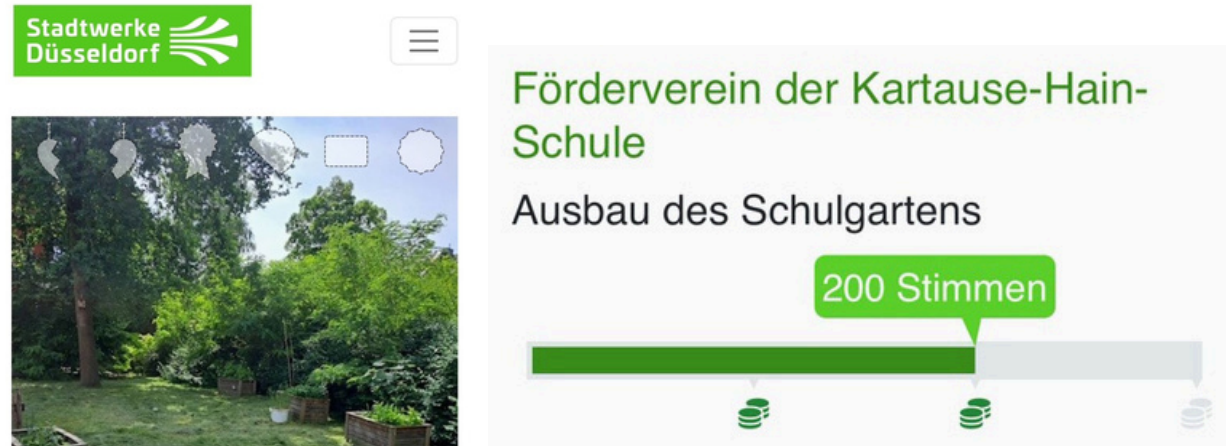 Stadtwerke
Düsseldorf
Förderverein der Kartause-Hain-
Schule
Ausbau des Schulgartens
200 Stimmen